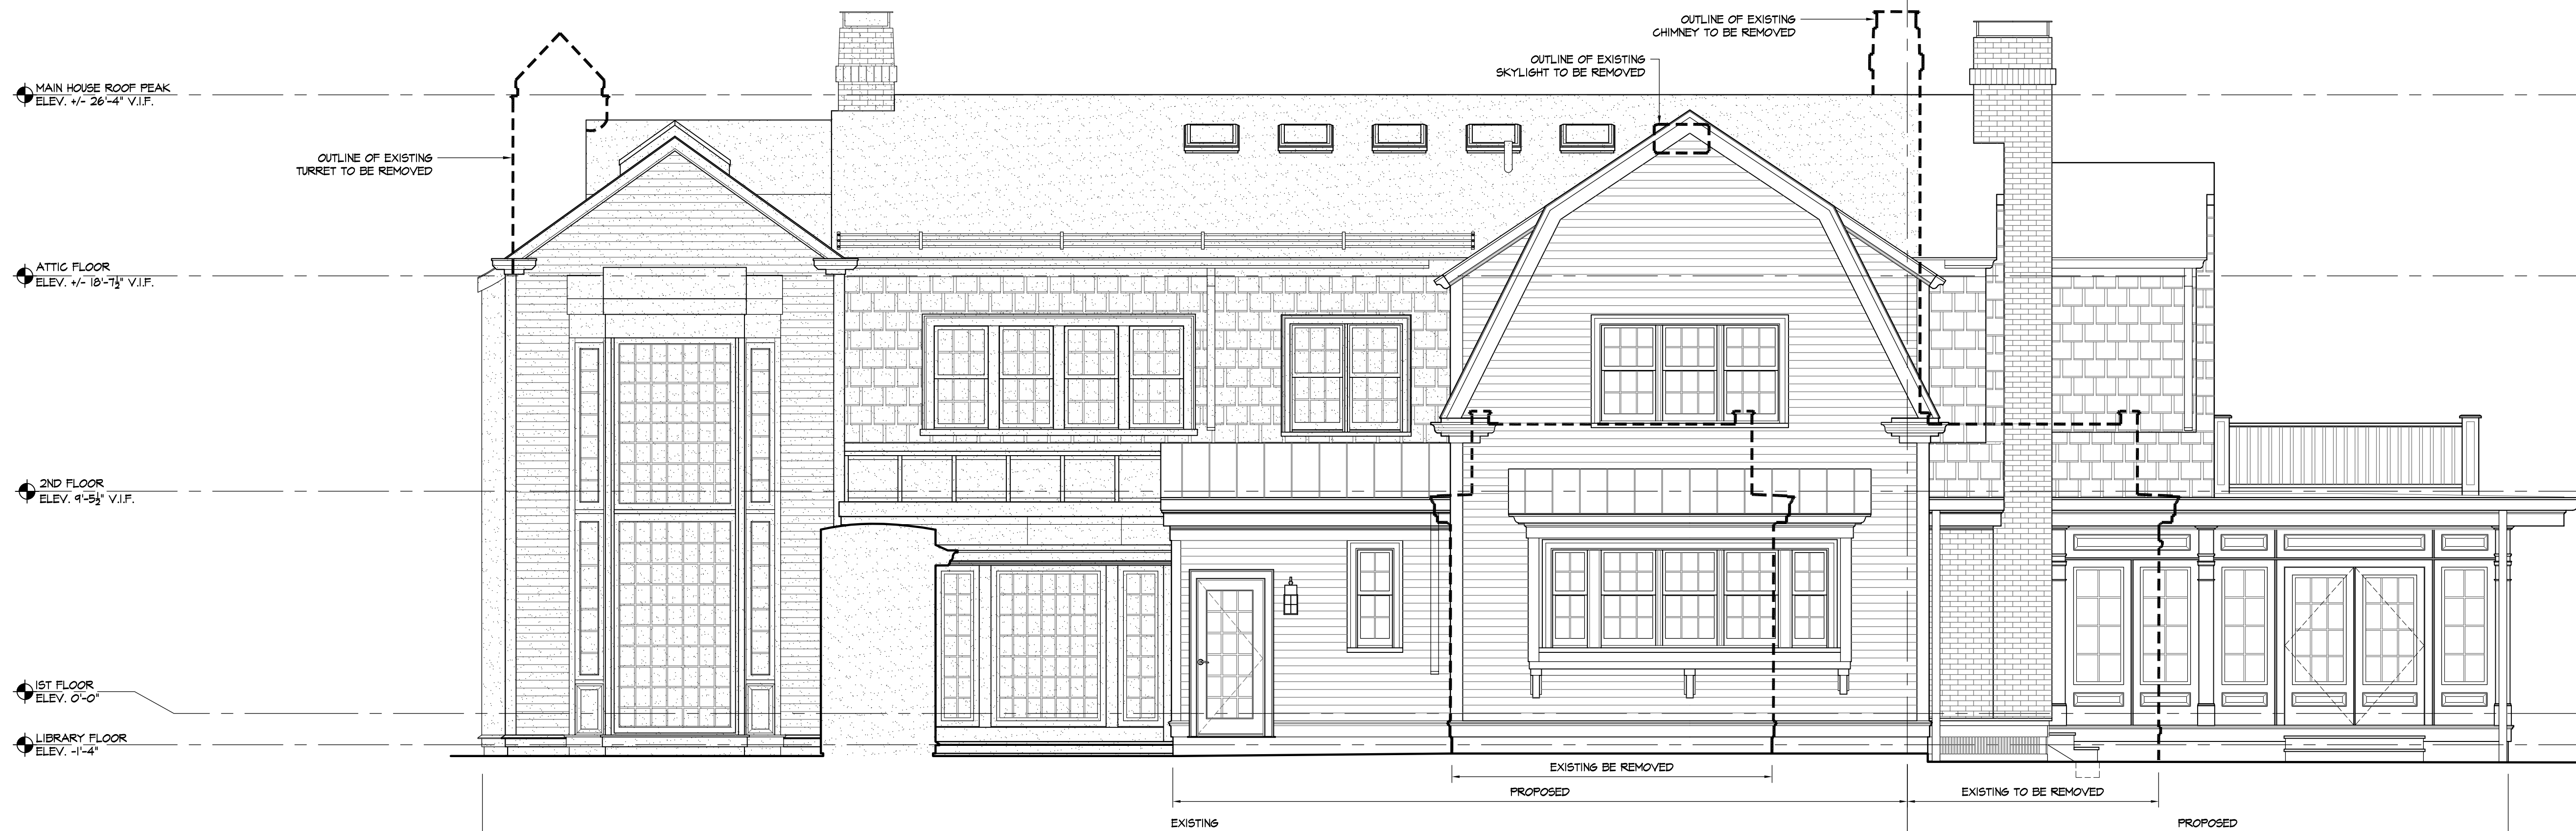 OUTLINE OF EXISTING
CHIMNEY TO BE REMOVED
OUTLINE OF EXISTING
SKYLIGHT TO BE REMOVED
MAIN HOUSE ROOF PEAK
ELEV. +/- 26'-4" V.I.F.
OUTLINE OF EXISTING
TURRET TO BE REMOVED
ATTIC FLOOR
ELEV. +/- 18'-7½" V.I.F.
2ND FLOOR
ELEV. 9'-5½" V.I.F.
1ST FLOOR
ELEV. 0'-0"
LIBRARY FLOOR
ELEV. -1'-4"
EXISTING BE REMOVED
PROPOSED
EXISTING TO BE REMOVED
EXISTING
PROPOSED